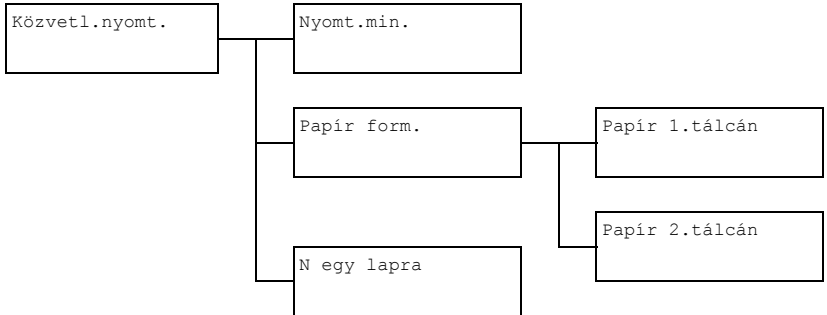 Közvetl.nyomt.
Nyomt.min.
Papír form.
Papír 1.tálcán
Papír 2.tálcán
N egy lapra